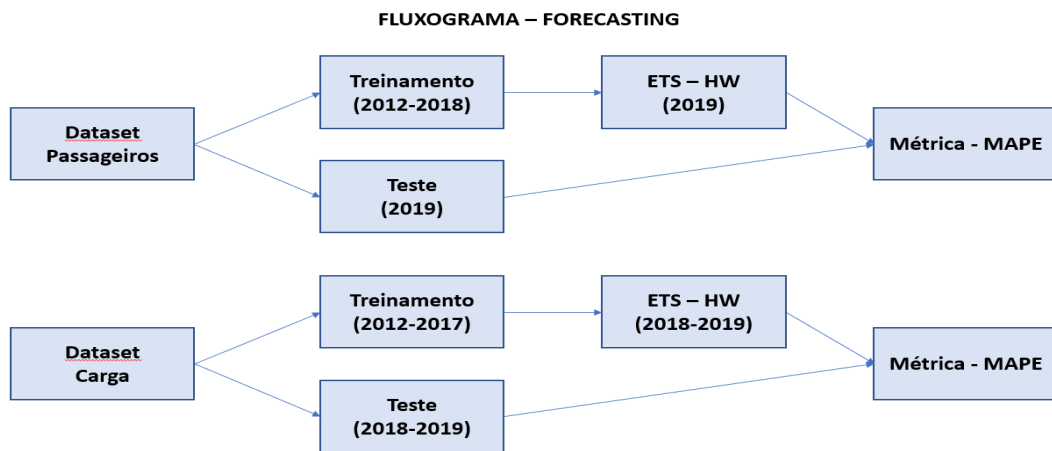 FLUXOGRAMA – FORECASTING
Dataset
Passageiros
Treinamento
(2012-2018)
ETS – HW
(2019)
Teste
(2019)
Métrica - MAPE
Dataset
Carga
Treinamento
(2012-2017)
ETS – HW
(2018-2019)
Teste
(2018-2019)
Métrica - MAPE